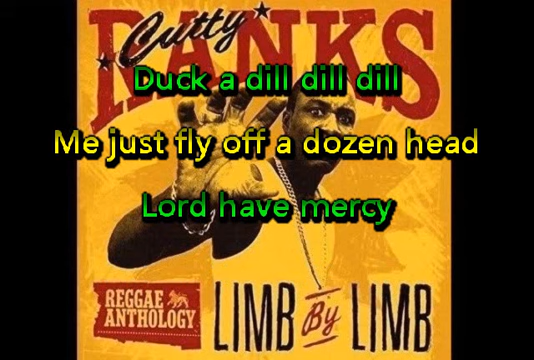 Cutty
RANKS
Duck a dill dill dill
Me just fly off a dozen head
Lord have mercy
REGGAE
ANTHOLOGY
LIMB By LIMB